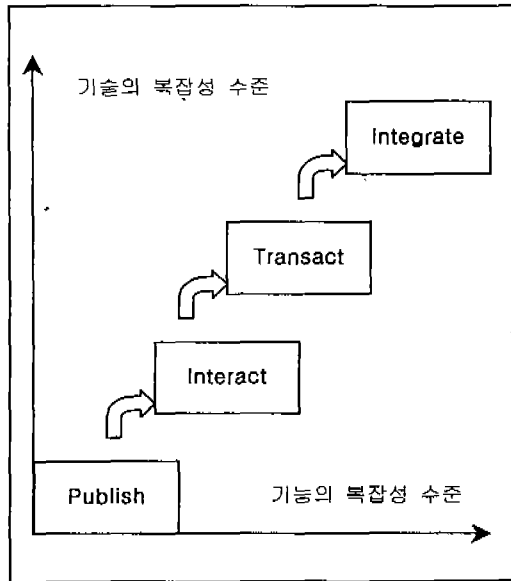 기술의 복잡성 수준
Integrate
Transact
Interact
Publish
기능의 복잡성 수준